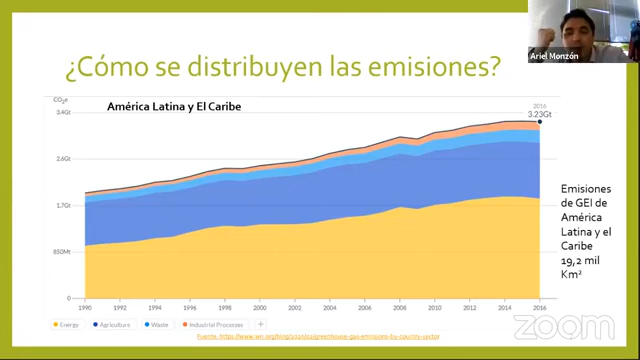 Ariel Monzón
¿Cómo se distribuyen las emisiones?
CO₂e
América Latina y El Caribe
2016
3.23Gt
3.4Gt
2.6Gt
1.7Gt
850Mt
0
1990
1992
1994
1996
1998
2000
2002
2004
2006
2008
2010
2012
2014
2016
Emisiones
de GEI de
América
Latina y el
Caribe
19,2 mil
Km²
Energy
Agriculture
Waste
Industrial Processes
+
zoom